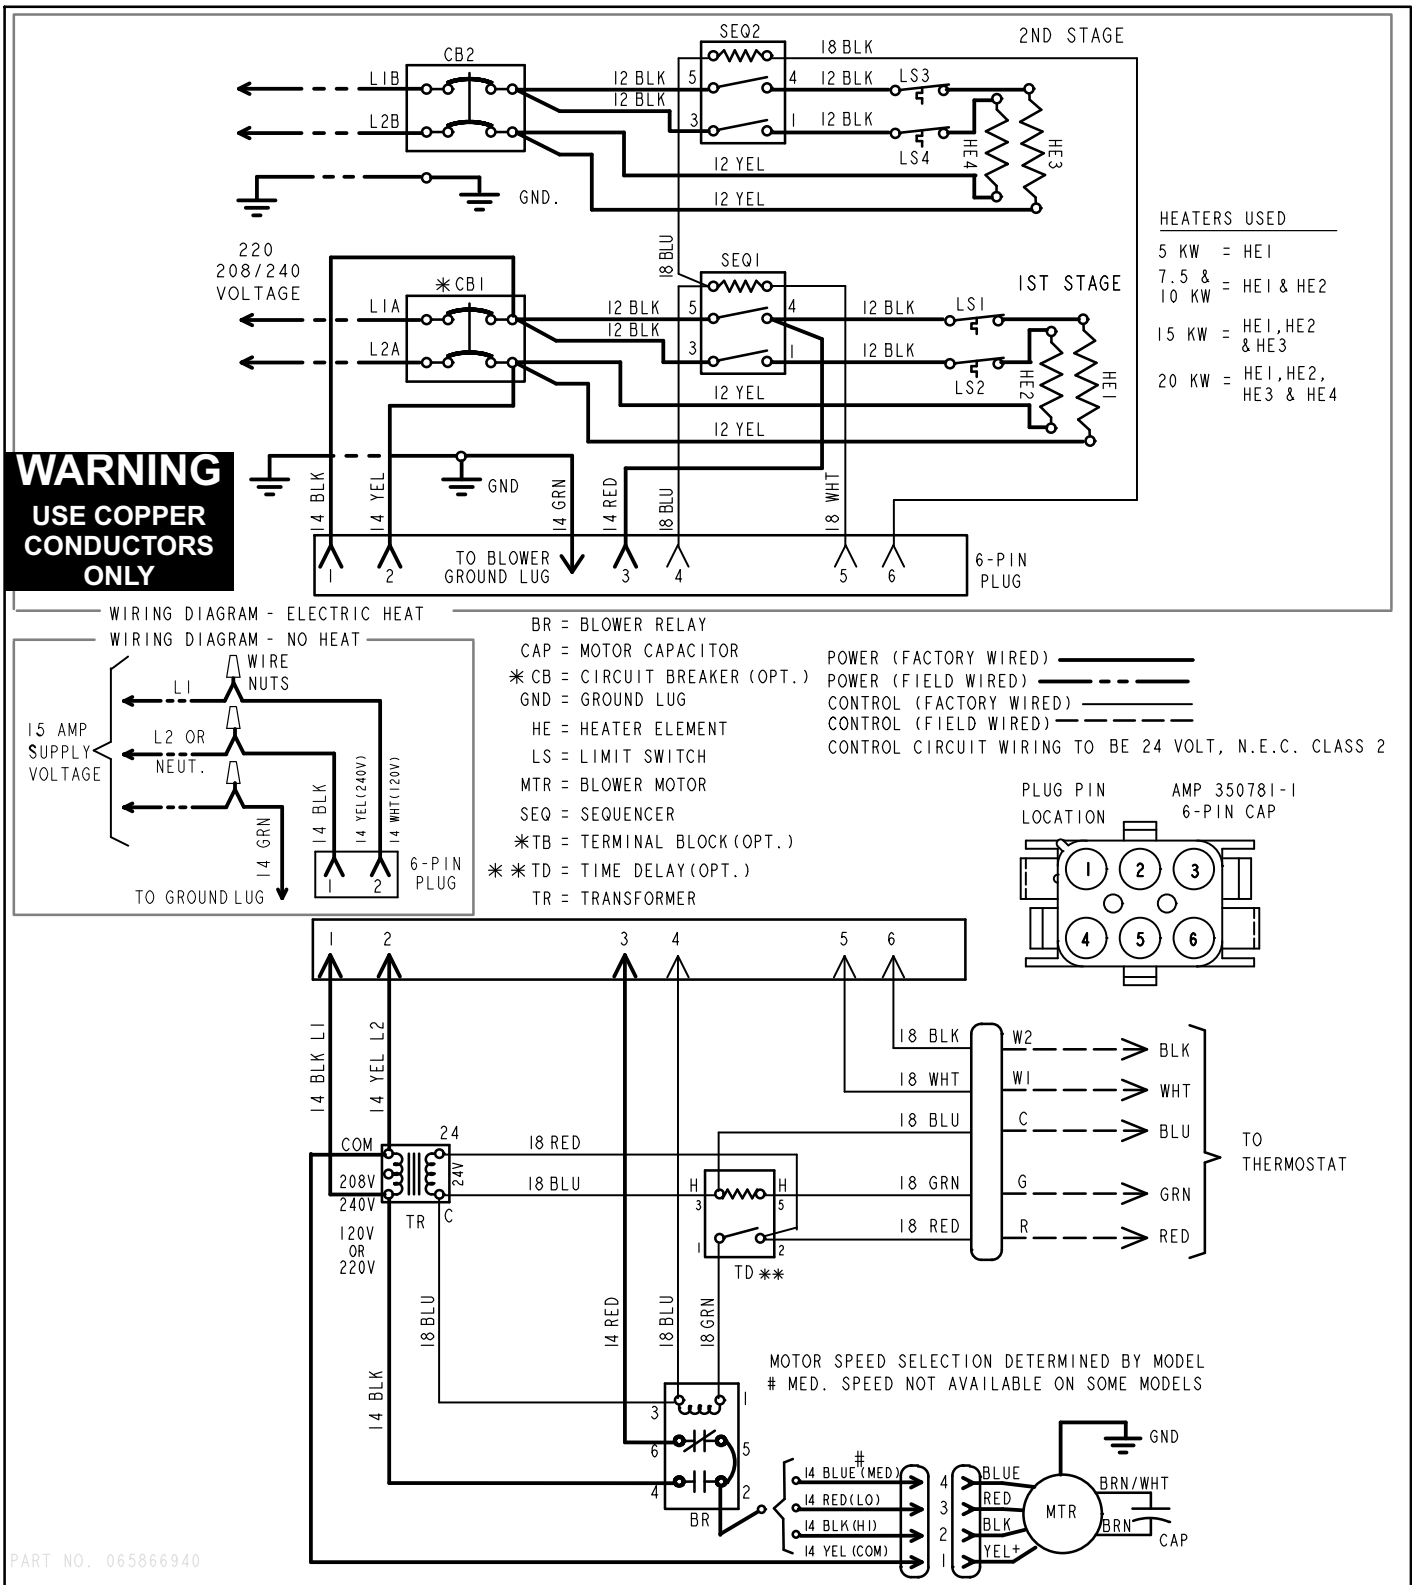 SEQ2
18 BLK
2ND STAGE
CB2
L1B
12 BLK
5
4
12 BLK
LS3
12 BLK
L2B
3
1
12 BLK
LS4
HE4
HE3
12 YEL
GND.
12 YEL
HEATERS USED
5 KW = HE1
7.5 &
10 KW = HE1 & HE2
15 KW = HE1,HE2
& HE3
20 KW = HE1,HE2,
HE3 & HE4
220
208/240
VOLTAGE
18 BLU
SEQ1
1ST STAGE
*CB1
L1A
12 BLK
5
4
12 BLK
LS1
12 BLK
L2A
3
1
12 BLK
LS2
HE2
HE1
12 YEL
12 YEL
WARNING
USE COPPER
CONDUCTORS
ONLY
14 BLK
14 YEL
GND
14 GRN
14 RED
18 BLU
18 WHT
TO BLOWER
GROUND LUG
1
2
3
4
5
6
6-PIN
PLUG
WIRING DIAGRAM - ELECTRIC HEAT
WIRING DIAGRAM - NO HEAT
WIRE
NUTS
L1
15 AMP
SUPPLY
VOLTAGE
L2 OR
NEUT.
14 GRN
14 BLK
14 YEL(240V)
14 WHT(120V)
1
2
6-PIN
PLUG
TO GROUND LUG
BR = BLOWER RELAY
CAP = MOTOR CAPACITOR
*CB = CIRCUIT BREAKER (OPT.)
GND = GROUND LUG
HE = HEATER ELEMENT
LS = LIMIT SWITCH
MTR = BLOWER MOTOR
SEQ = SEQUENCER
*TB = TERMINAL BLOCK(OPT.)
**TD = TIME DELAY(OPT.)
TR = TRANSFORMER
POWER (FACTORY WIRED)
POWER (FIELD WIRED)
CONTROL (FACTORY WIRED)
CONTROL (FIELD WIRED)
CONTROL CIRCUIT WIRING TO BE 24 VOLT, N.E.C. CLASS 2
PLUG PIN
LOCATION
AMP 350781-1
6-PIN CAP
1
2
3
4
5
6
1
2
3
4
5
6
14 BLK L1
14 YEL L2
18 BLK
W2
BLK
18 WHT
W1
WHT
18 BLU
C
BLU
18 GRN
G
GRN
18 RED
R
RED
TO
THERMOSTAT
COM
24
18 RED
208V
24V
18 BLU
H
H
3
5
240V
TR
C
120V
OR
220V
1
2
TD **
14 BLK
18 BLU
14 RED
18 BLU
18 GRN
MOTOR SPEED SELECTION DETERMINED BY MODEL
# MED. SPEED NOT AVAILABLE ON SOME MODELS
3
1
6
5
4
2
BR
#
14 BLUE (MED)
14 RED(LO)
14 BLK(HI)
14 YEL (COM)
4
3
2
1
BLUE
RED
BLK
YEL+
MTR
GND
BRN/WHT
BRN
CAP
PART NO. 065866940